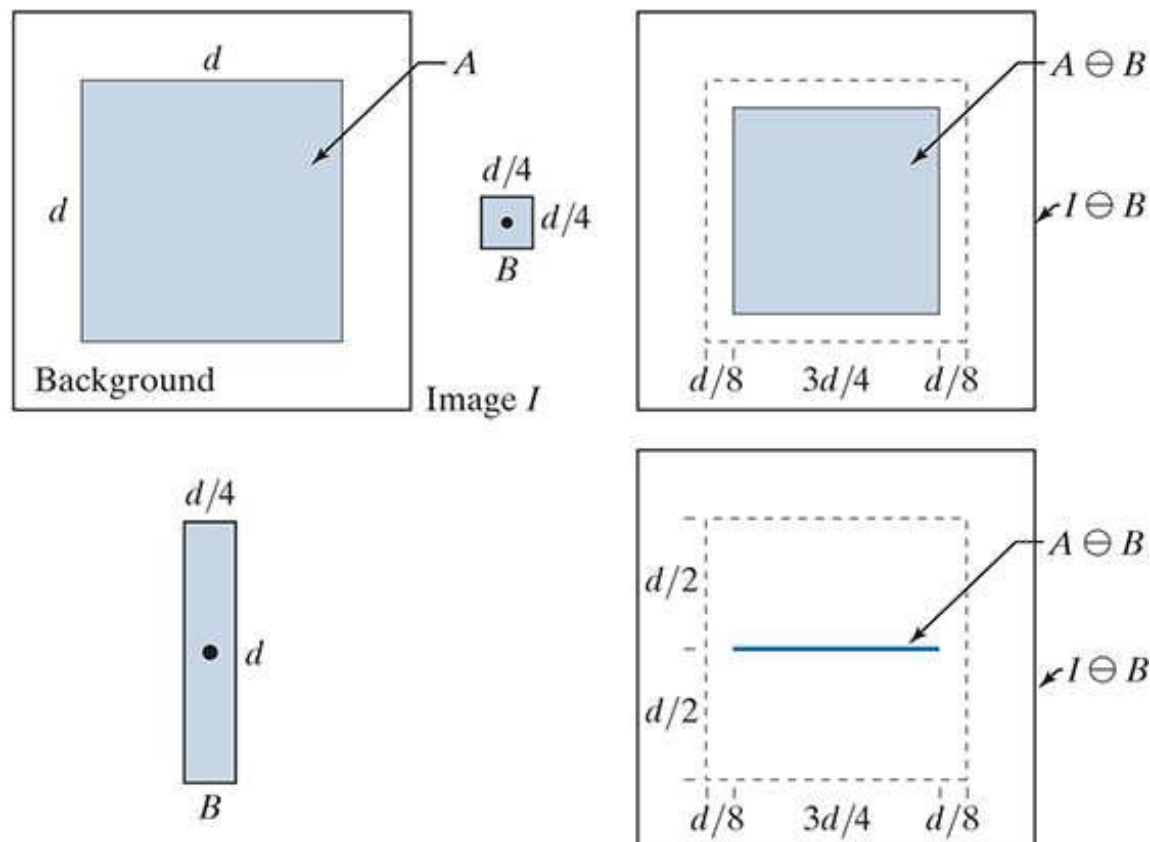 d
A
d
d/4
d/4
B
Background
Image I
A ⊖ B
I ⊖ B
d/8 3d/4 d/8
d/4
d
B
A ⊖ B
d/2
I ⊖ B
d/2
d/8 3d/4 d/8